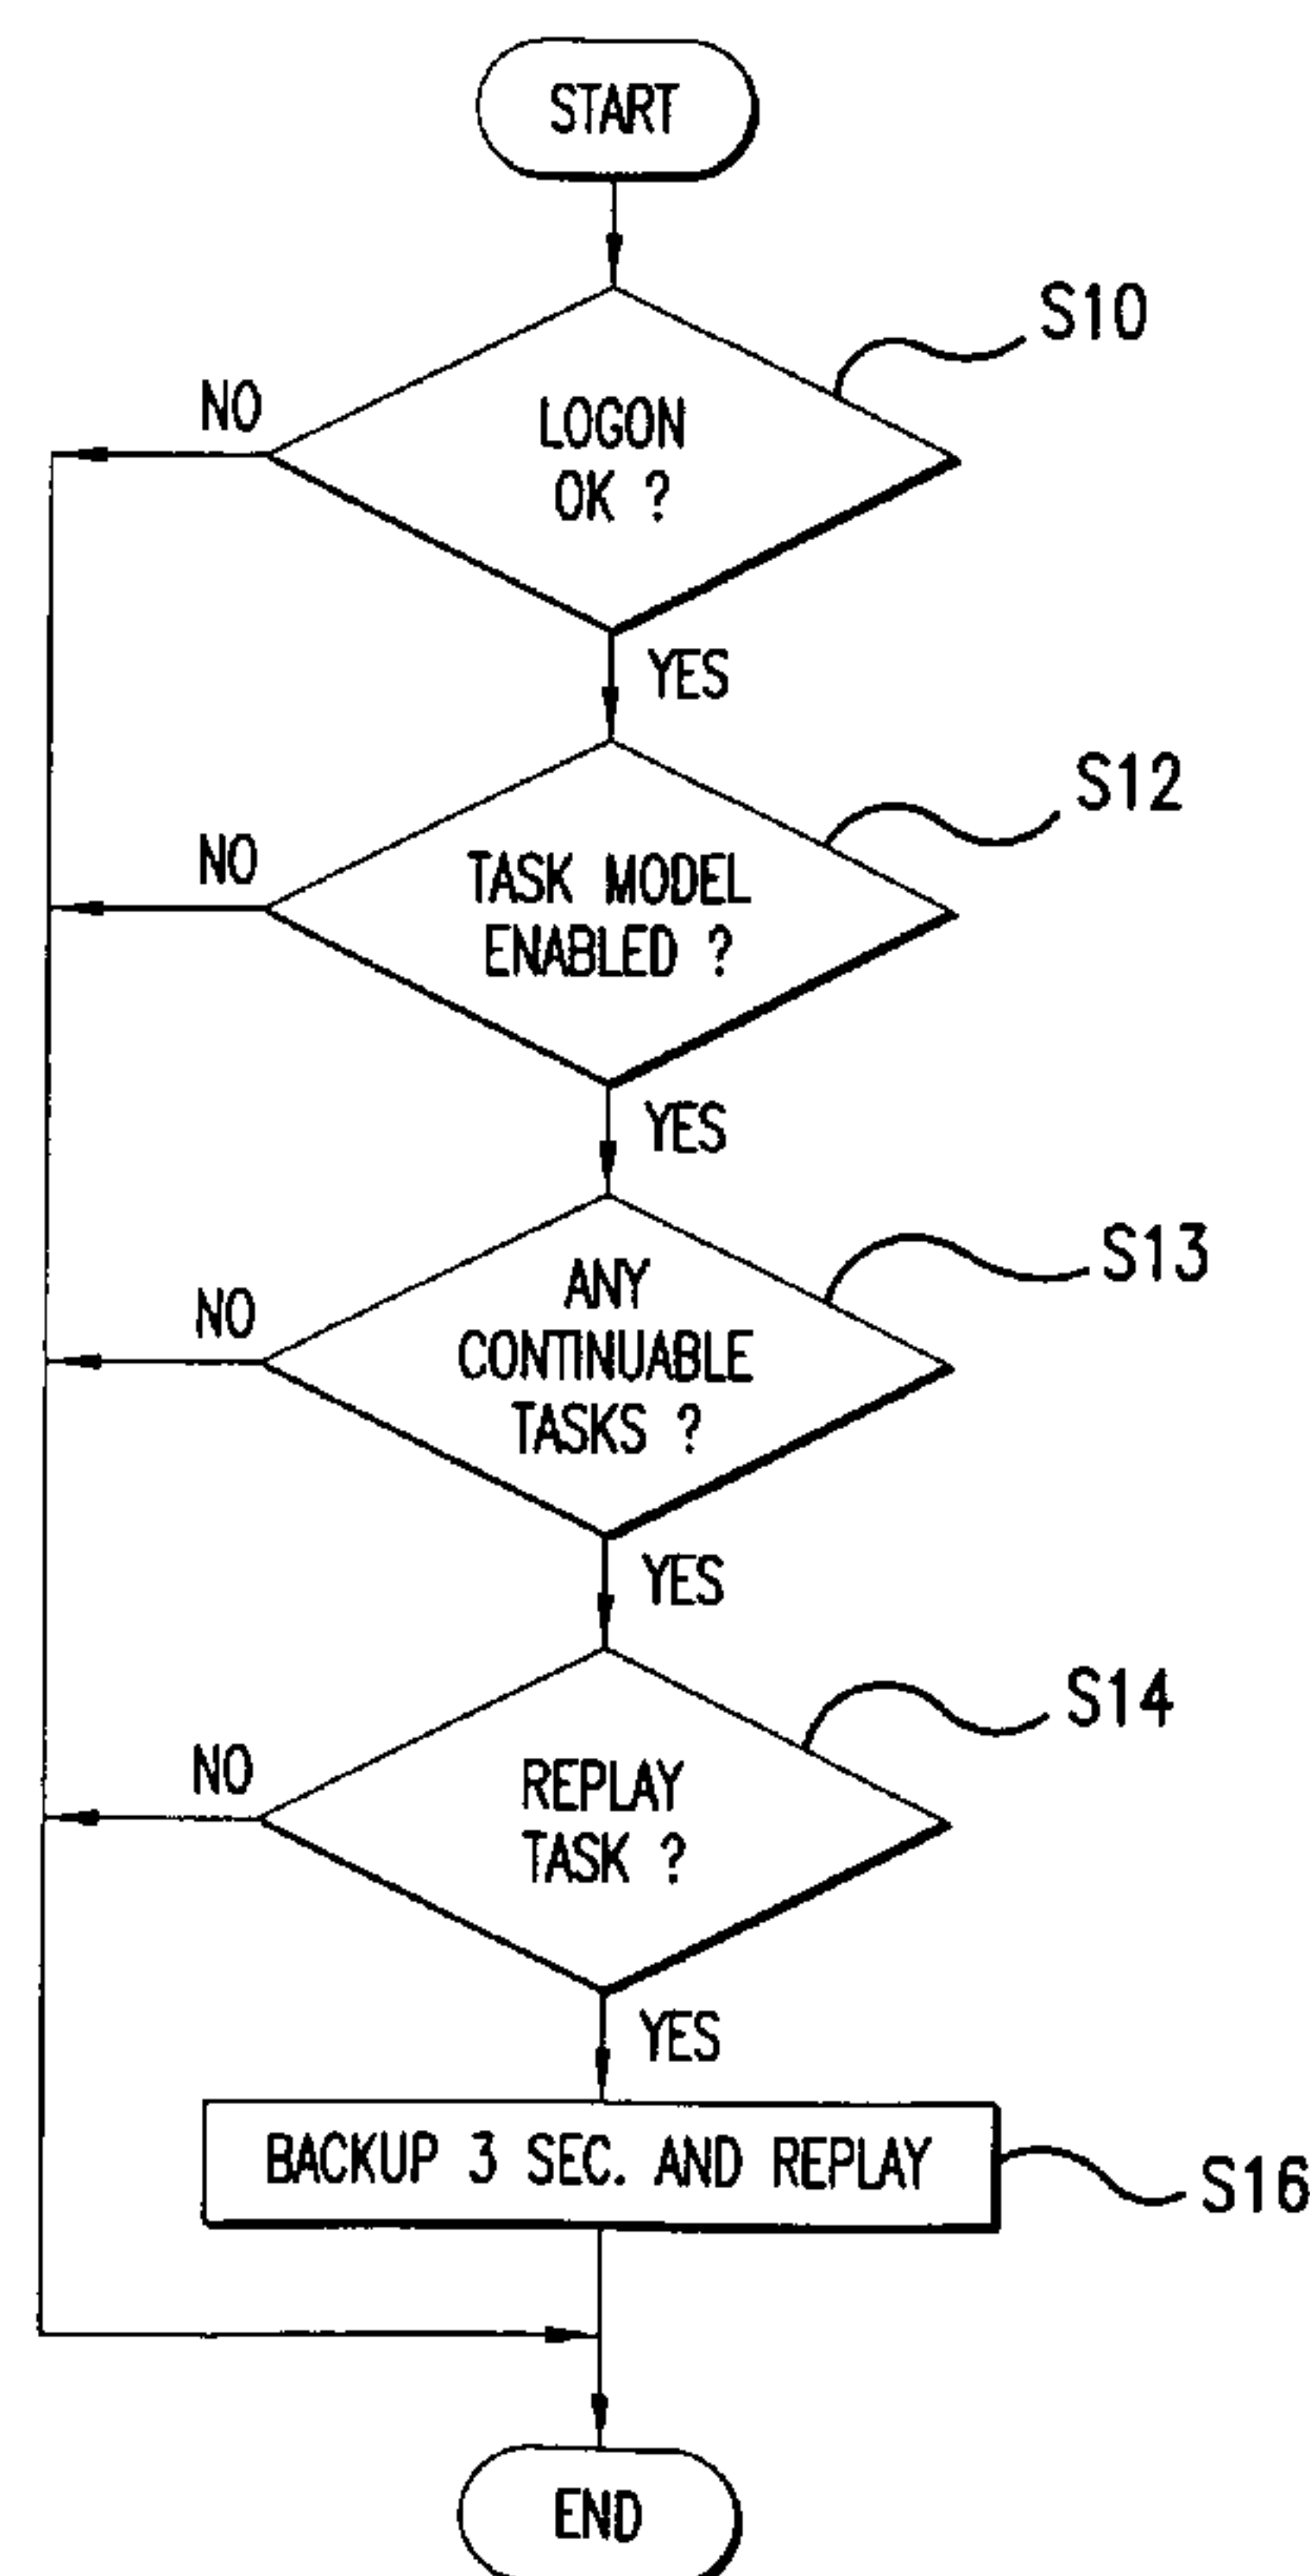 START
S10
NO
LOGON
OK ?
YES
S12
NO
TASK MODEL
ENABLED ?
YES
S13
NO
ANY
CONTINUABLE
TASKS ?
YES
S14
NO
REPLAY
TASK ?
YES
BACKUP 3 SEC. AND REPLAY
S16
END